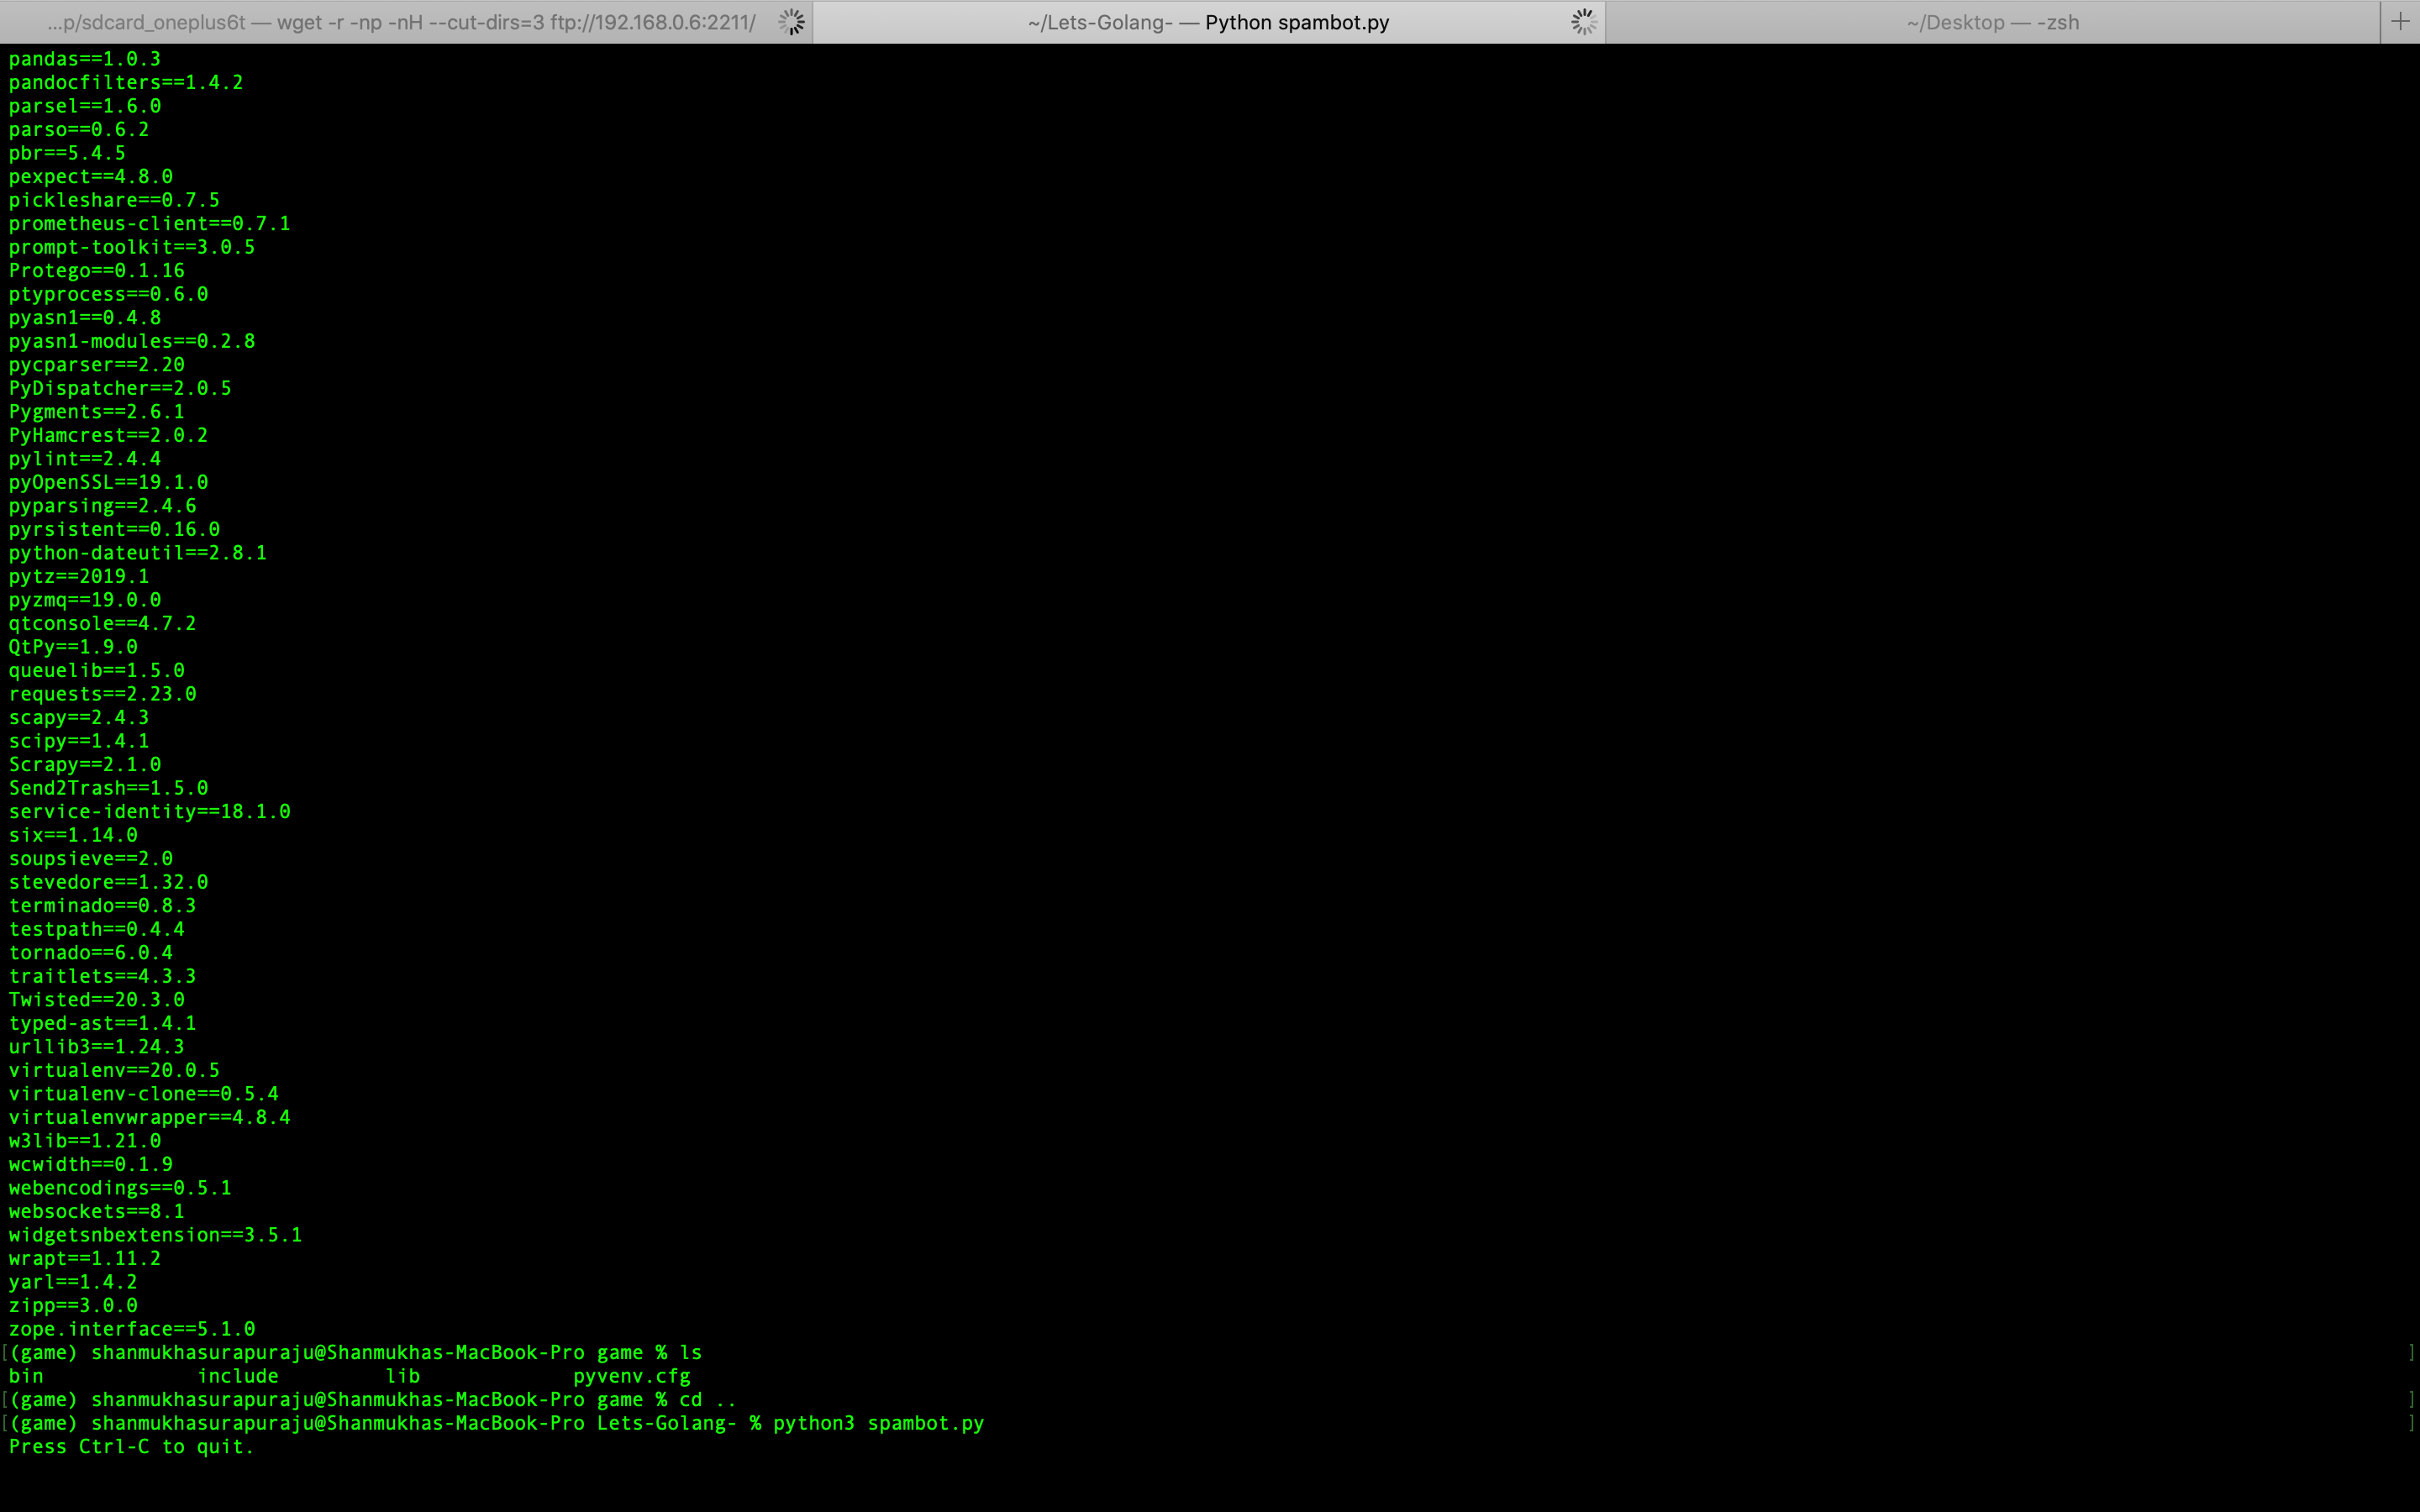 ...p/sdcard_oneplus6t — wget -r -np -nH --cut-dirs=3 ftp://192.168.0.6:2211/
~/Lets-Golang- — Python spambot.py
~/Desktop — -zsh
+
pandas==1.0.3
pandocfilters==1.4.2
parsel==1.6.0
parso==0.6.2
pbr==5.4.5
pexpect==4.8.0
pickleshare==0.7.5
prometheus-client==0.7.1
prompt-toolkit==3.0.5
Protego==0.1.16
ptyprocess==0.6.0
pyasn1==0.4.8
pyasn1-modules==0.2.8
pycparser==2.20
PyDispatcher==2.0.5
Pygments==2.6.1
PyHamcrest==2.0.2
pylint==2.4.4
pyOpenSSL==19.1.0
pyparsing==2.4.6
pyrsistent==0.16.0
python-dateutil==2.8.1
pytz==2019.1
pyzmq==19.0.0
qtconsole==4.7.2
QtPy==1.9.0
queuelib==1.5.0
requests==2.23.0
scapy==2.4.3
scipy==1.4.1
Scrapy==2.1.0
Send2Trash==1.5.0
service-identity==18.1.0
six==1.14.0
soupsieve==2.0
stevedore==1.32.0
terminado==0.8.3
testpath==0.4.4
tornado==6.0.4
traitlets==4.3.3
Twisted==20.3.0
typed-ast==1.4.1
urllib3==1.24.3
virtualenv==20.0.5
virtualenv-clone==0.5.4
virtualenvwrapper==4.8.4
w3lib==1.21.0
wcwidth==0.1.9
webencodings==0.5.1
websockets==8.1
widgetsnbextension==3.5.1
wrapt==1.11.2
yarl==1.4.2
zipp==3.0.0
zope.interface==5.1.0
[(game) shanmukhasurapuraju@Shanmukhas-MacBook-Pro game % ls ]
bin include lib pyvenv.cfg
[(game) shanmukhasurapuraju@Shanmukhas-MacBook-Pro game % cd .. ]
[(game) shanmukhasurapuraju@Shanmukhas-MacBook-Pro Lets-Golang- % python3 spambot.py ]
Press Ctrl-C to quit.